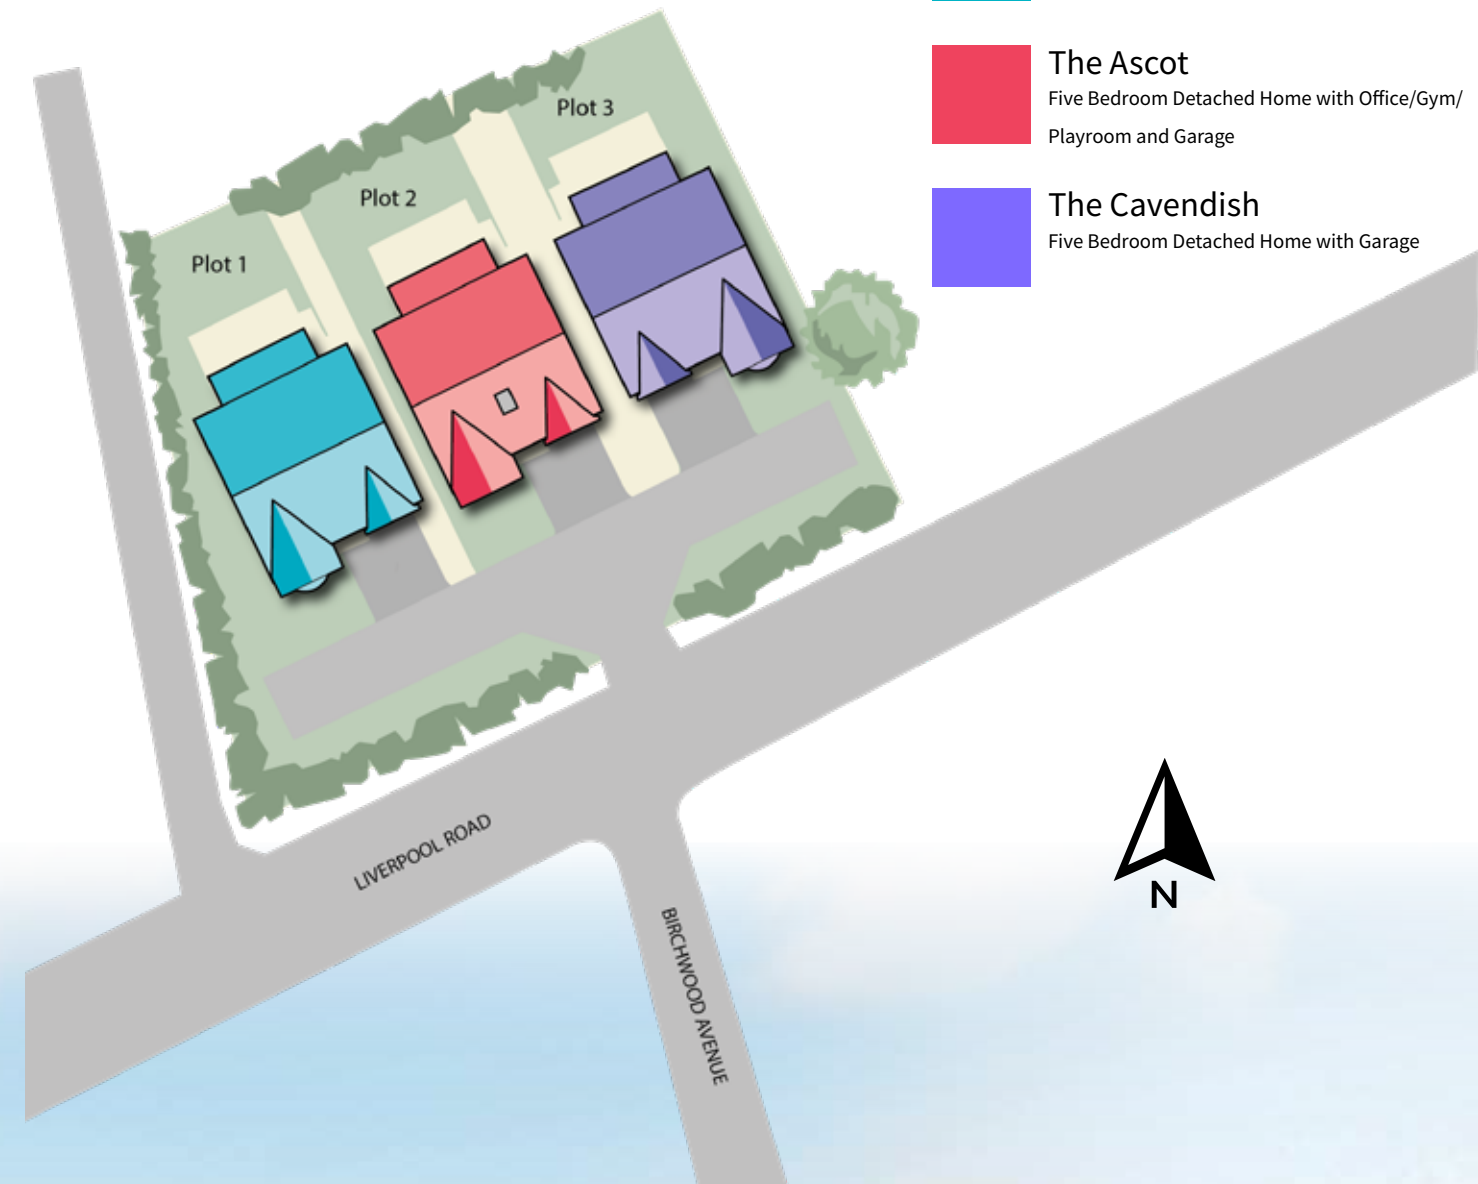 The Ascot
Five Bedroom Detached Home with Office/Gym/
Playroom and Garage
The Cavendish
Five Bedroom Detached Home with Garage
Plot 3
Plot 2
Plot 1
LIVERPOOL ROAD
BIRCHWOOD AVENUE
N